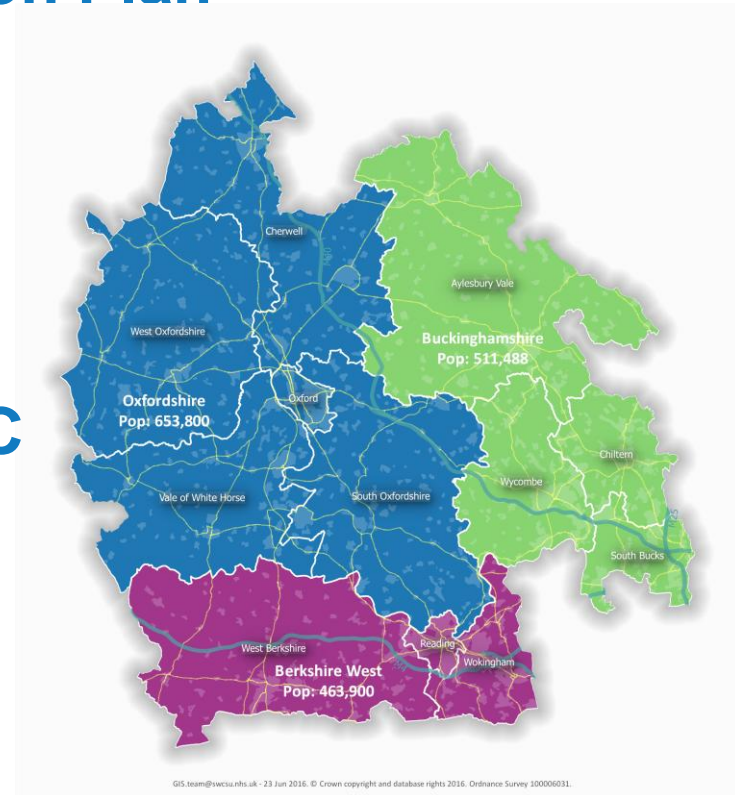 Cherwell
Aylesbury Vale
West Oxfordshire
Buckinghamshire
Pop: 511,488
Oxfordshire
Pop: 653,800
Oxford
C
Chiltern
Wycombe
Vale of White Horse
South Oxfordshire
South Bucks
Reading
West Berkshire
Wokingham
Berkshire West
Pop: 463,900
GIS.team@swcsu.nhs.uk - 23 Jun 2016. © Crown copyright and database rights 2016. Ordnance Survey 100006031.